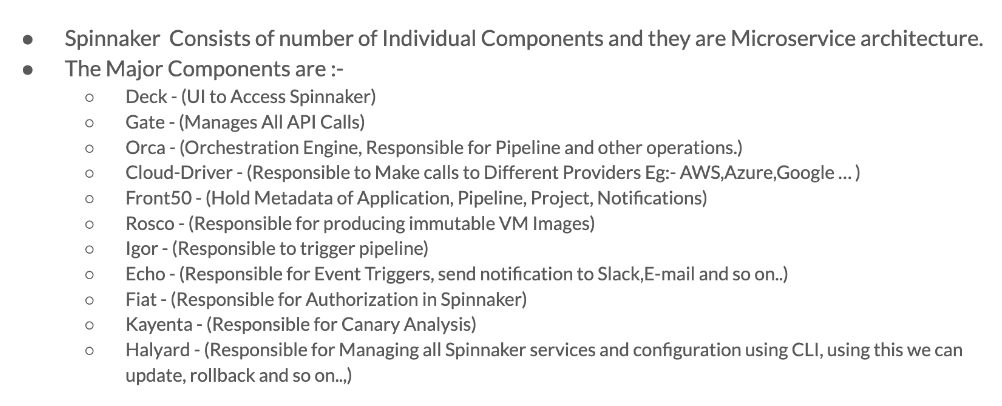 ● Spinnaker Consists of number of Individual Components and they are Microservice architecture.
● The Major Components are :-
○ Deck - (UI to Access Spinnaker)
○ Gate - (Manages All API Calls)
○ Orca - (Orchestration Engine, Responsible for Pipeline and other operations.)
○ Cloud-Driver - (Responsible to Make calls to Different Providers Eg:- AWS,Azure,Google ... )
○ Front50 - (Hold Metadata of Application, Pipeline, Project, Notifications)
○ Rosco - (Responsible for producing immutable VM Images)
○ Igor - (Responsible to trigger pipeline)
○ Echo - (Responsible for Event Triggers, send notification to Slack,E-mail and so on..)
○ Fiat - (Responsible for Authorization in Spinnaker)
○ Kayenta - (Responsible for Canary Analysis)
○ Halyard - (Responsible for Managing all Spinnaker services and configuration using CLI, using this we can
update, rollback and so on..,)